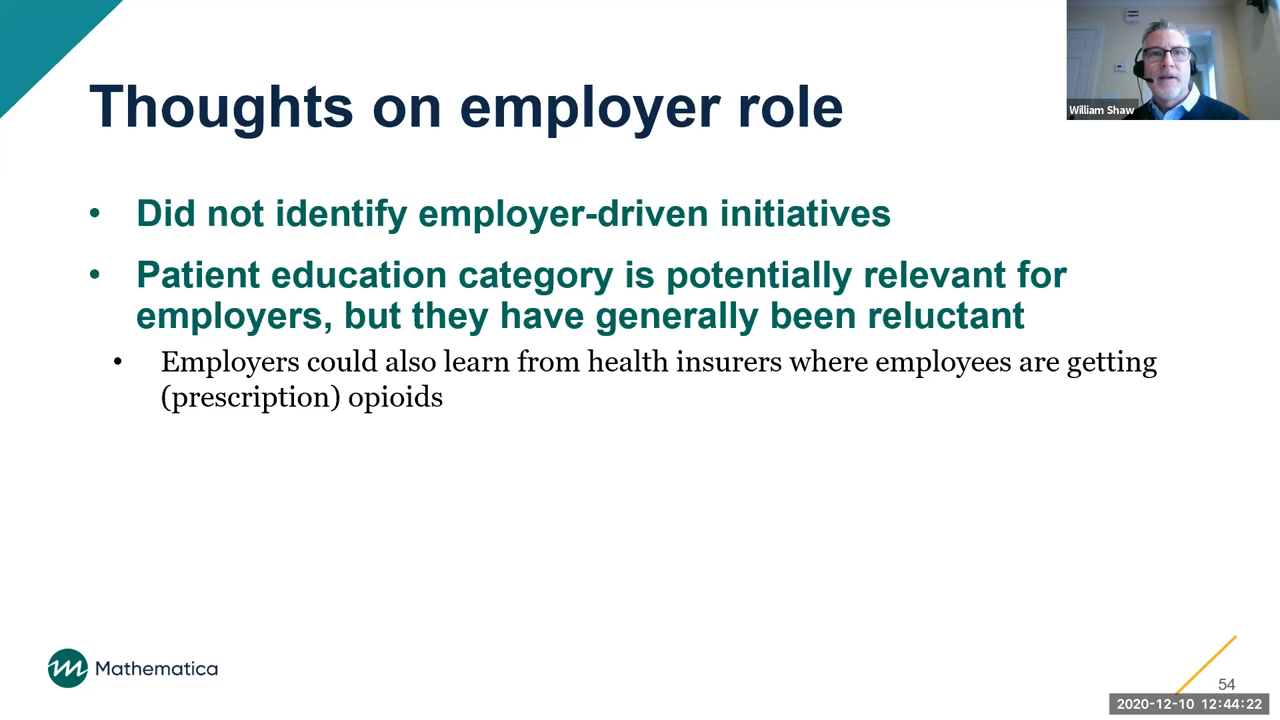 William Shaw
Thoughts on employer role
• Did not identify employer-driven initiatives
• Patient education category is potentially relevant for
employers, but they have generally been reluctant
• Employers could also learn from health insurers where employees are getting
(prescription) opioids
Mathematica
54
2020-12-10 12:44:22